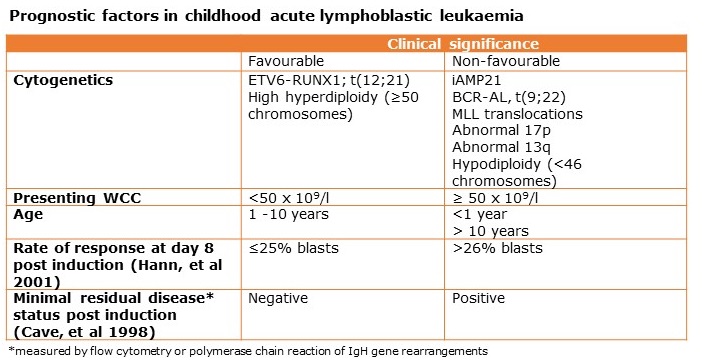 Prognostic factors in childhood acute lymphoblastic leukaemia
Clinical significance
Favourable Non-favourable
Cytogenetics ETV6-RUNX1; t(12;21) iAMP21
High hyperdiploidy (≥50 BCR-AL, t(9;22)
chromosomes) MLL translocations
Abnormal 17p
Abnormal 13q
Hypodiploidy (<46
chromosomes)
Presenting WCC <50 x 10⁹/l ≥ 50 x 10⁹/l
Age 1 -10 years <1 year
> 10 years
Rate of response at day 8 ≤25% blasts >26% blasts
post induction (Hann, et al
2001)
Minimal residual disease* Negative Positive
status post induction
(Cave, et al 1998)
*measured by flow cytometry or polymerase chain reaction of IgH gene rearrangements